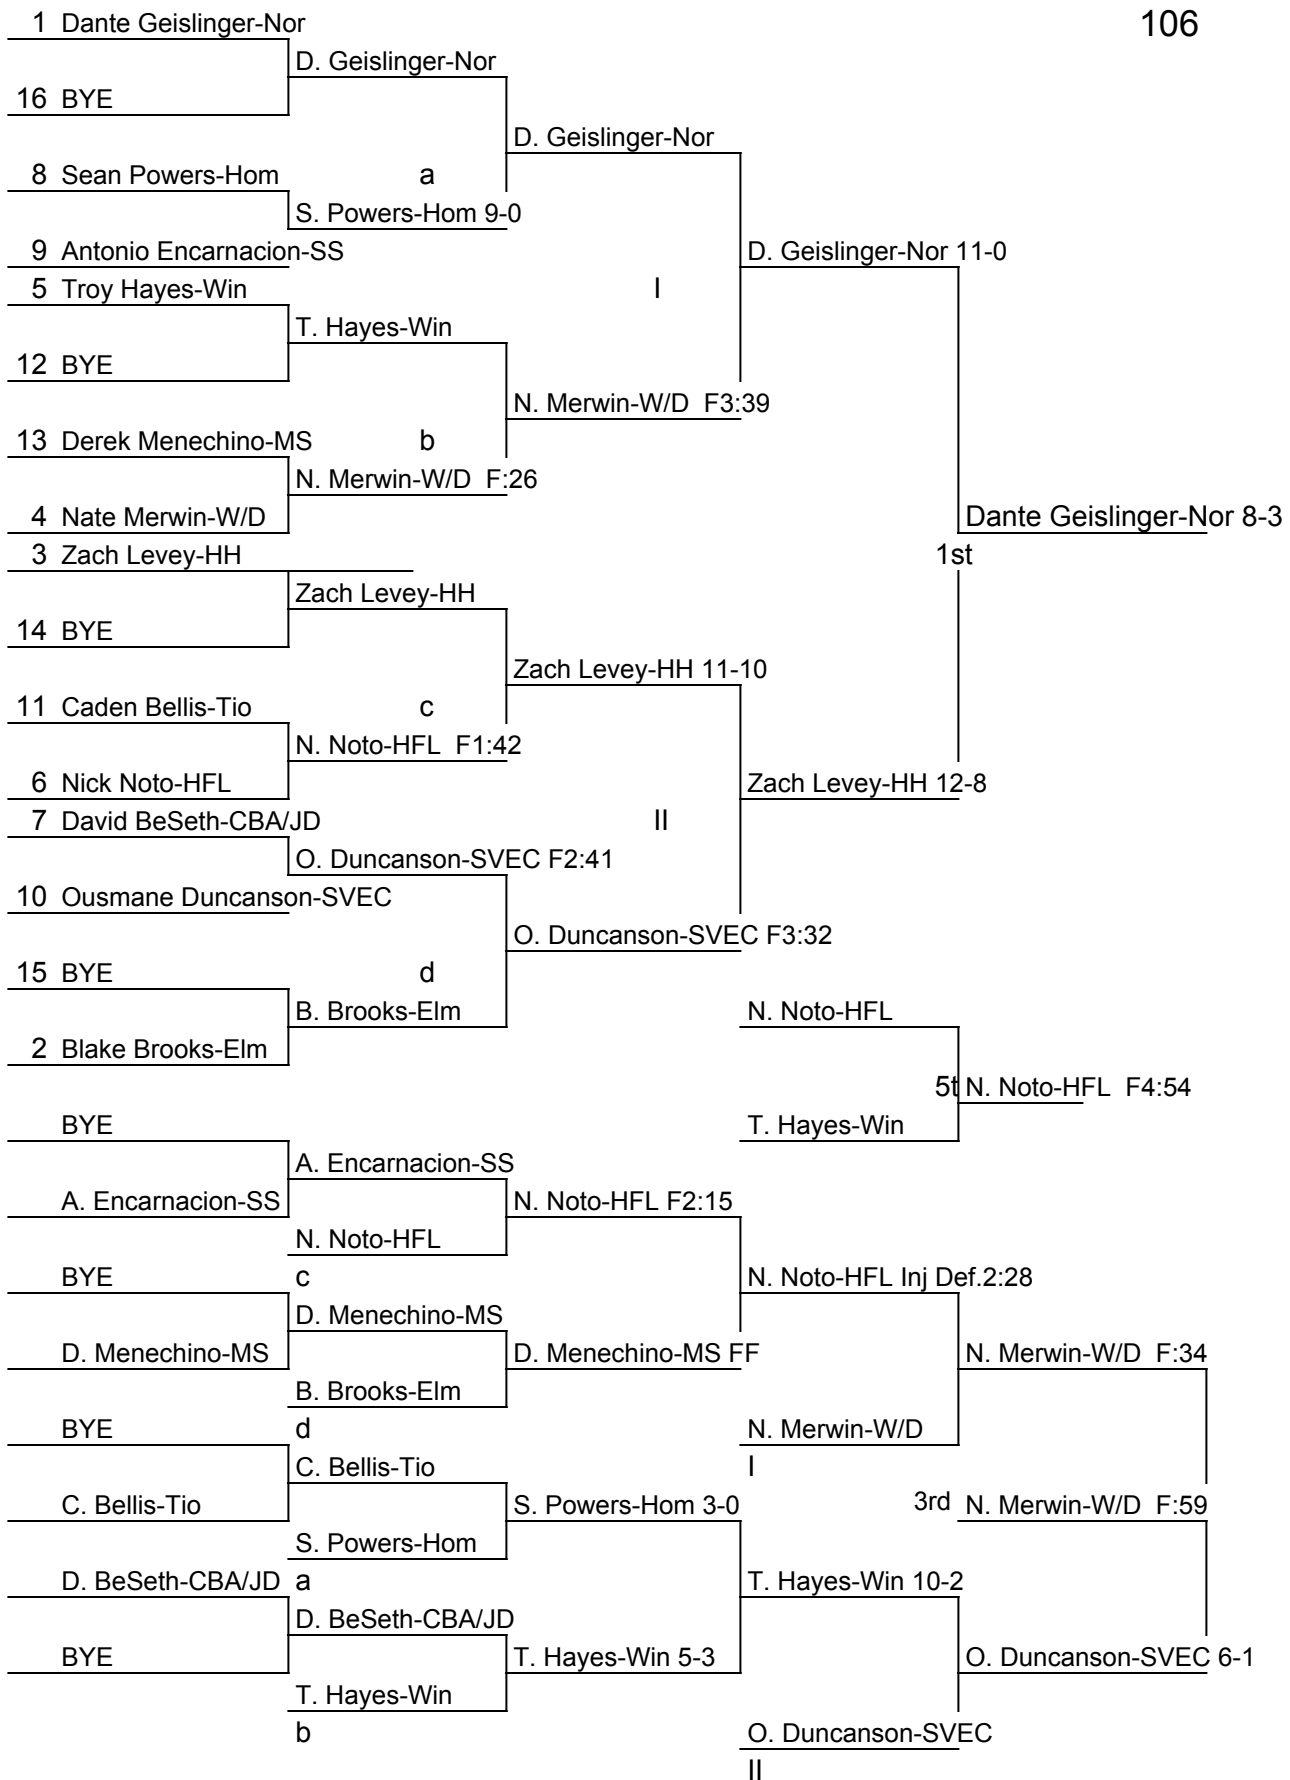 1 Dante Geislinger-Nor
106
D. Geislinger-Nor
16 BYE
D. Geislinger-Nor
8 Sean Powers-Hom
a
S. Powers-Hom 9-0
9 Antonio Encarnacion-SS
D. Geislinger-Nor 11-0
5 Troy Hayes-Win
I
T. Hayes-Win
12 BYE
N. Merwin-W/D F3:39
13 Derek Menechino-MS
b
N. Merwin-W/D F:26
4 Nate Merwin-W/D
Dante Geislinger-Nor 8-3
3 Zach Levey-HH
1st
Zach Levey-HH
14 BYE
Zach Levey-HH 11-10
11 Caden Bellis-Tio
c
N. Noto-HFL F1:42
6 Nick Noto-HFL
Zach Levey-HH 12-8
7 David BeSeth-CBA/JD
II
O. Duncanson-SVEC F2:41
10 Ousmane Duncanson-SVEC
O. Duncanson-SVEC F3:32
15 BYE
d
B. Brooks-Elm
N. Noto-HFL
2 Blake Brooks-Elm
5t N. Noto-HFL F4:54
BYE
T. Hayes-Win
A. Encarnacion-SS
A. Encarnacion-SS
N. Noto-HFL F2:15
N. Noto-HFL
BYE
c
N. Noto-HFL Inj Def.2:28
D. Menechino-MS
D. Menechino-MS
D. Menechino-MS FF
N. Merwin-W/D F:34
B. Brooks-Elm
BYE
d
N. Merwin-W/D
C. Bellis-Tio
I
C. Bellis-Tio
S. Powers-Hom 3-0
3rd N. Merwin-W/D F:59
S. Powers-Hom
D. BeSeth-CBA/JD
a
T. Hayes-Win 10-2
D. BeSeth-CBA/JD
BYE
T. Hayes-Win 5-3
O. Duncanson-SVEC 6-1
T. Hayes-Win
b
O. Duncanson-SVEC
II